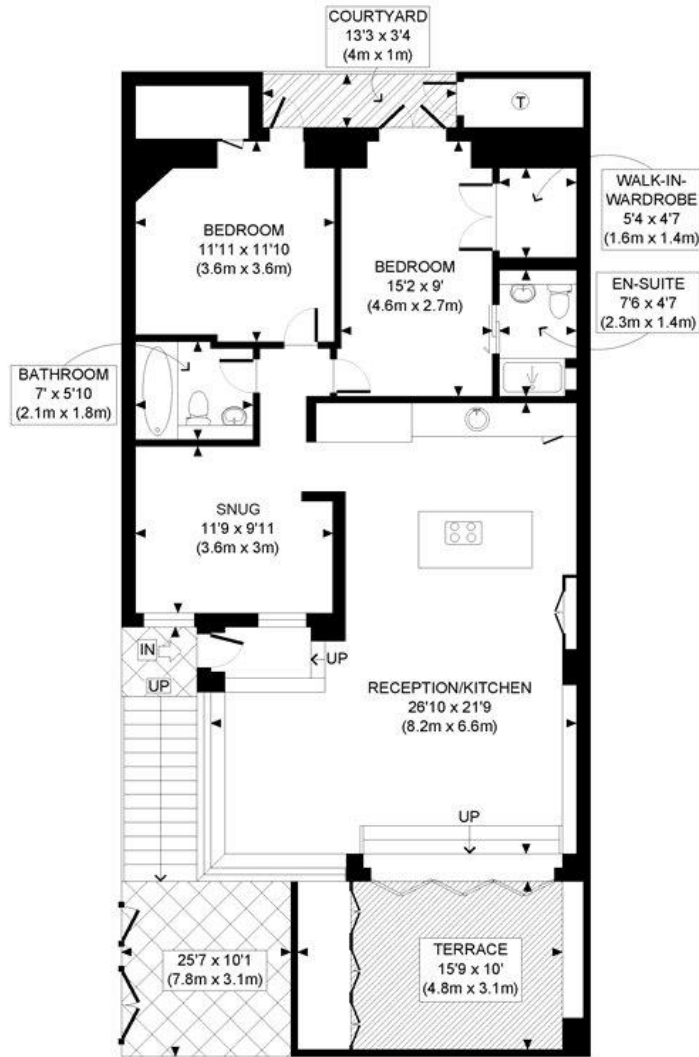 COURTYARD
13'3 x 3'4
(4m x 1m)
T
WALK-IN-
WARDROBE
5'4 x 4'7
(1.6m x 1.4m)
BEDROOM
11'11 x 11'10
(3.6m x 3.6m)
BEDROOM
15'2 x 9'
(4.6m x 2.7m)
EN-SUITE
7'6 x 4'7
(2.3m x 1.4m)
BATHROOM
7' x 5'10
(2.1m x 1.8m)
SNUG
11'9 x 9'11
(3.6m x 3m)
IN
UP
UP
RECEPTION/KITCHEN
26'10 x 21'9
(8.2m x 6.6m)
UP
25'7 x 10'1
(7.8m x 3.1m)
TERRACE
15'9 x 10'
(4.8m x 3.1m)